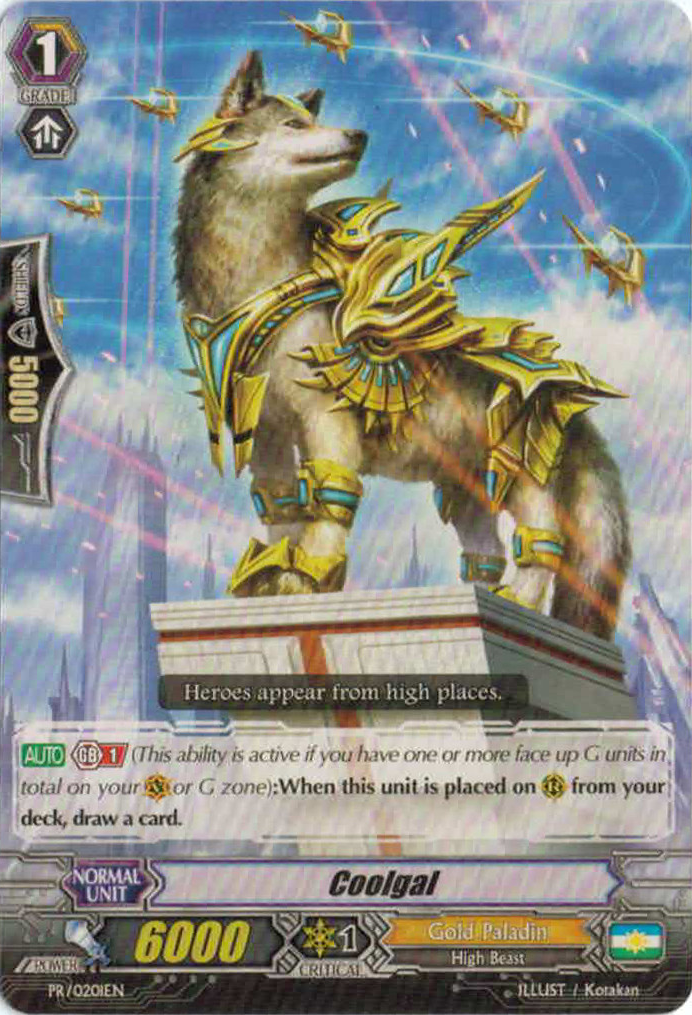 1
GRADE
SHIELD
5000
Heroes appear from high places.
AUTO GB 1 (This ability is active if you have one or more face up G units in
total on your V or G zone):When this unit is placed on R from your
deck, draw a card.
NORMAL
UNIT
Coolgal
POWER
6000
1
CRITICAL
Gold Paladin
High Beast
PR/0201EN
ILLUST / Kotakan